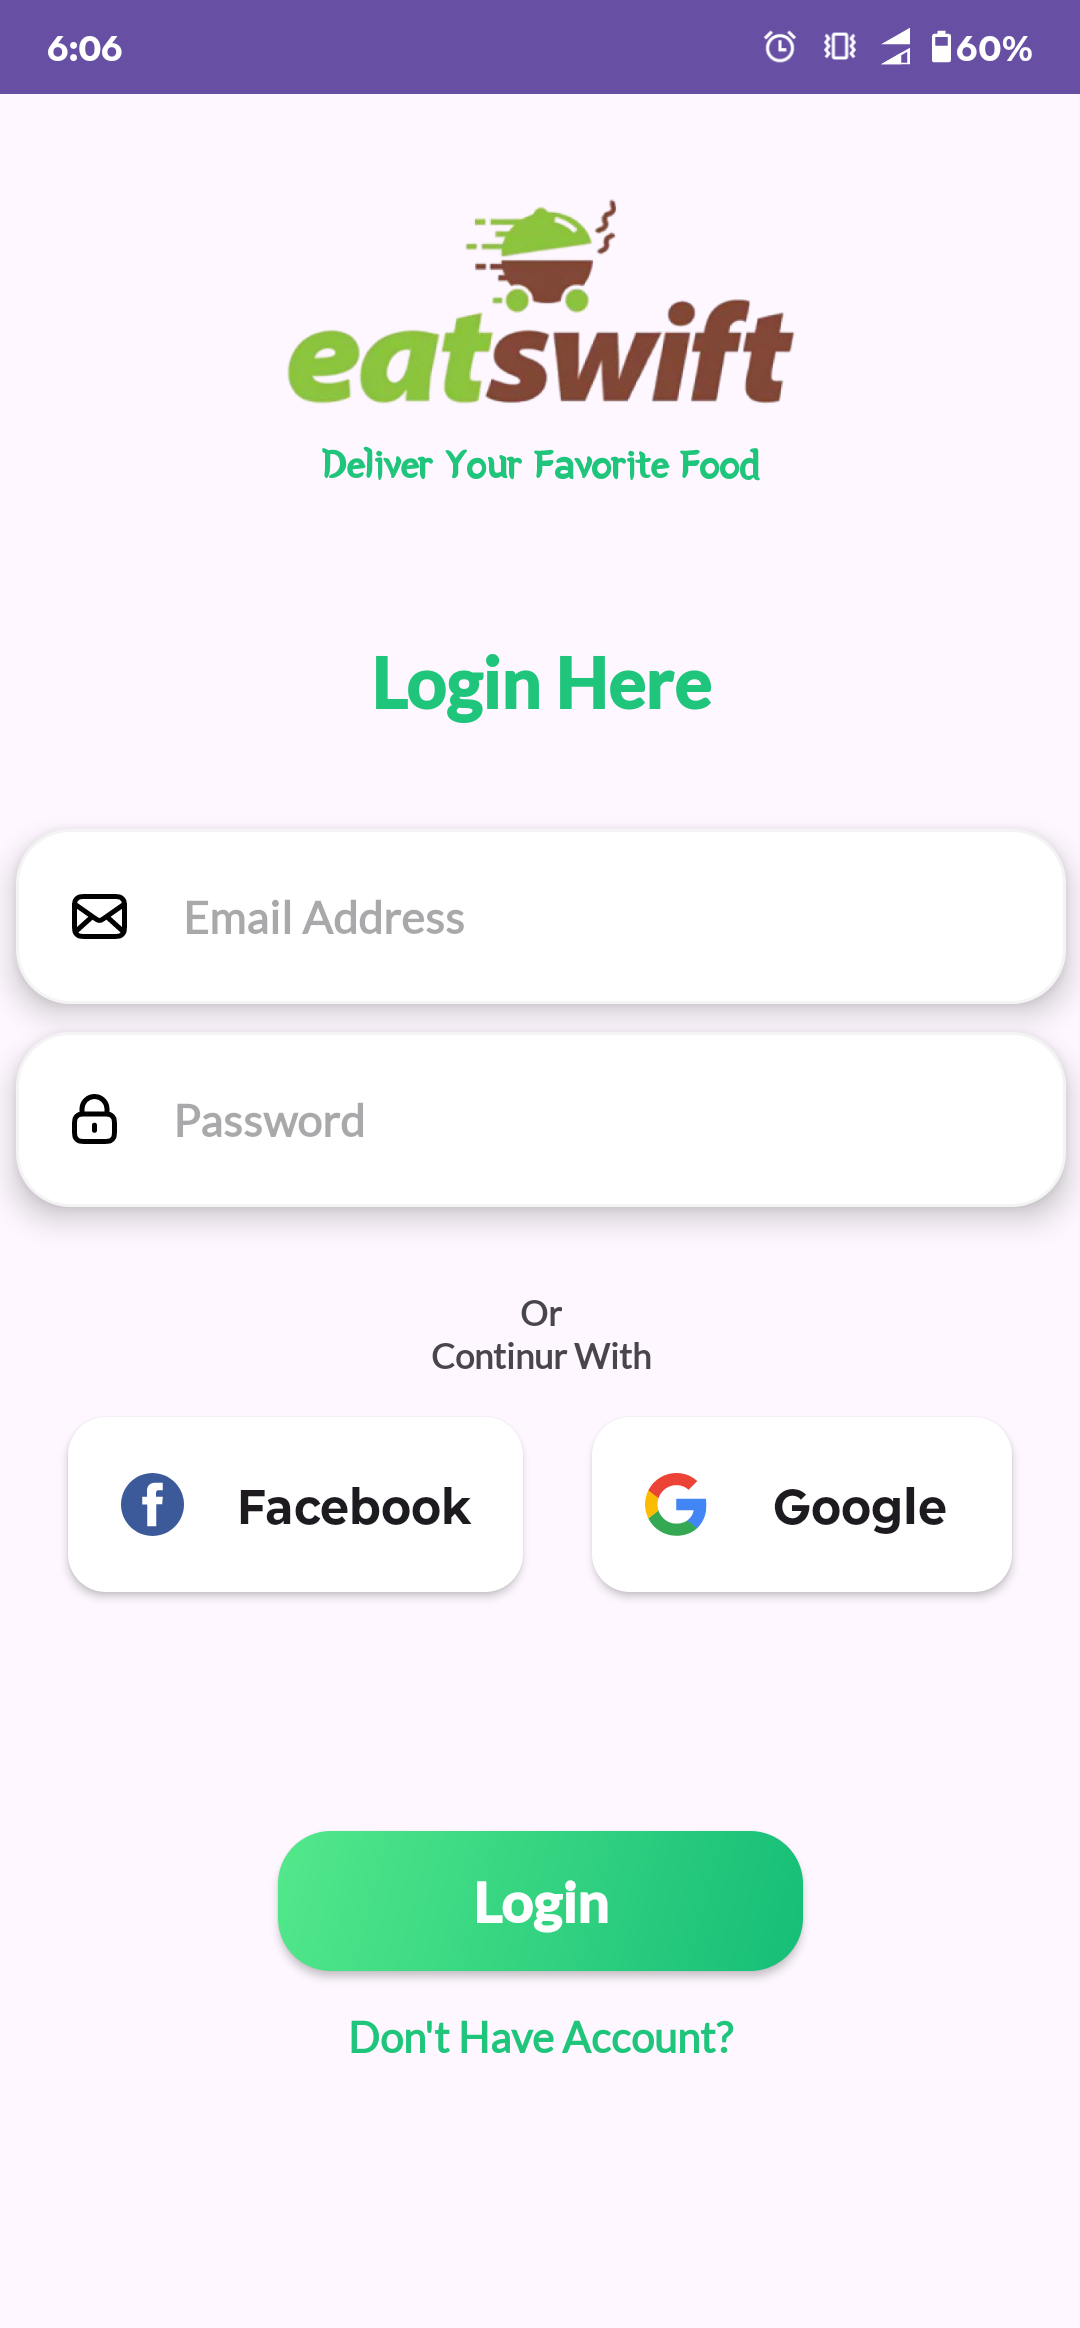 6:06
60%
eatswift
Deliver Your Favorite Food
Login Here
Email Address
Password
Or
Continur With
Facebook
Google
Login
Don't Have Account?